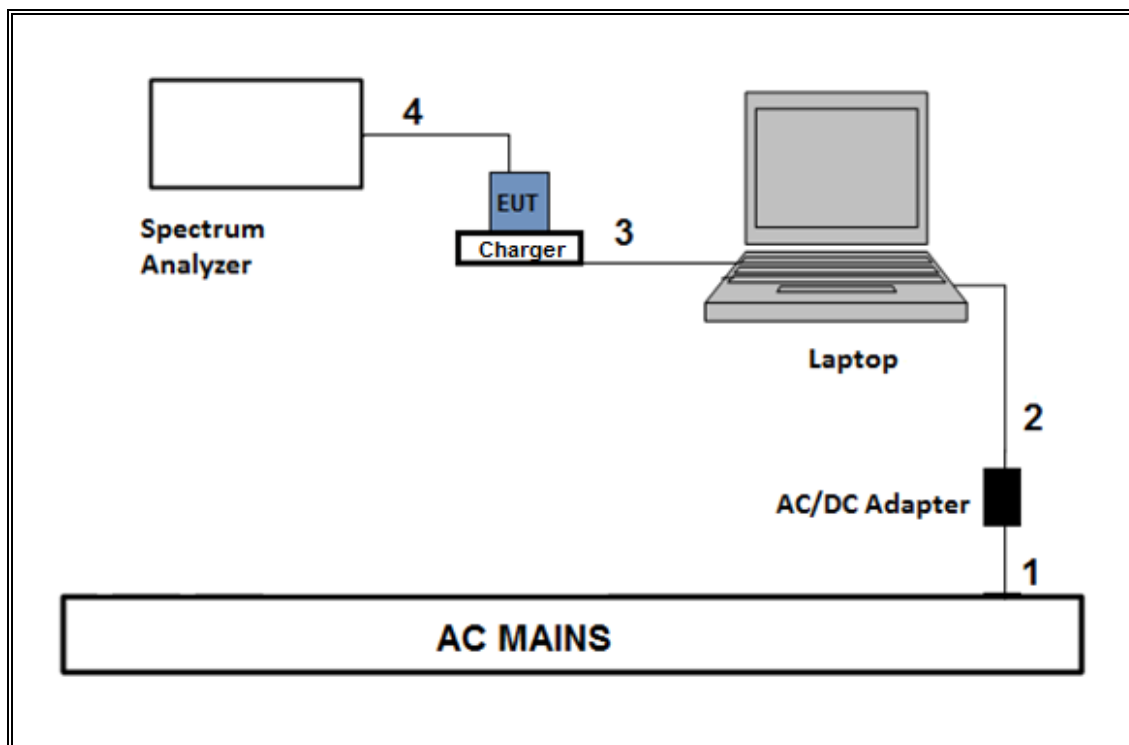 4
EUT
Charger
3
Spectrum
Analyzer
Laptop
2
AC/DC Adapter
1
AC MAINS